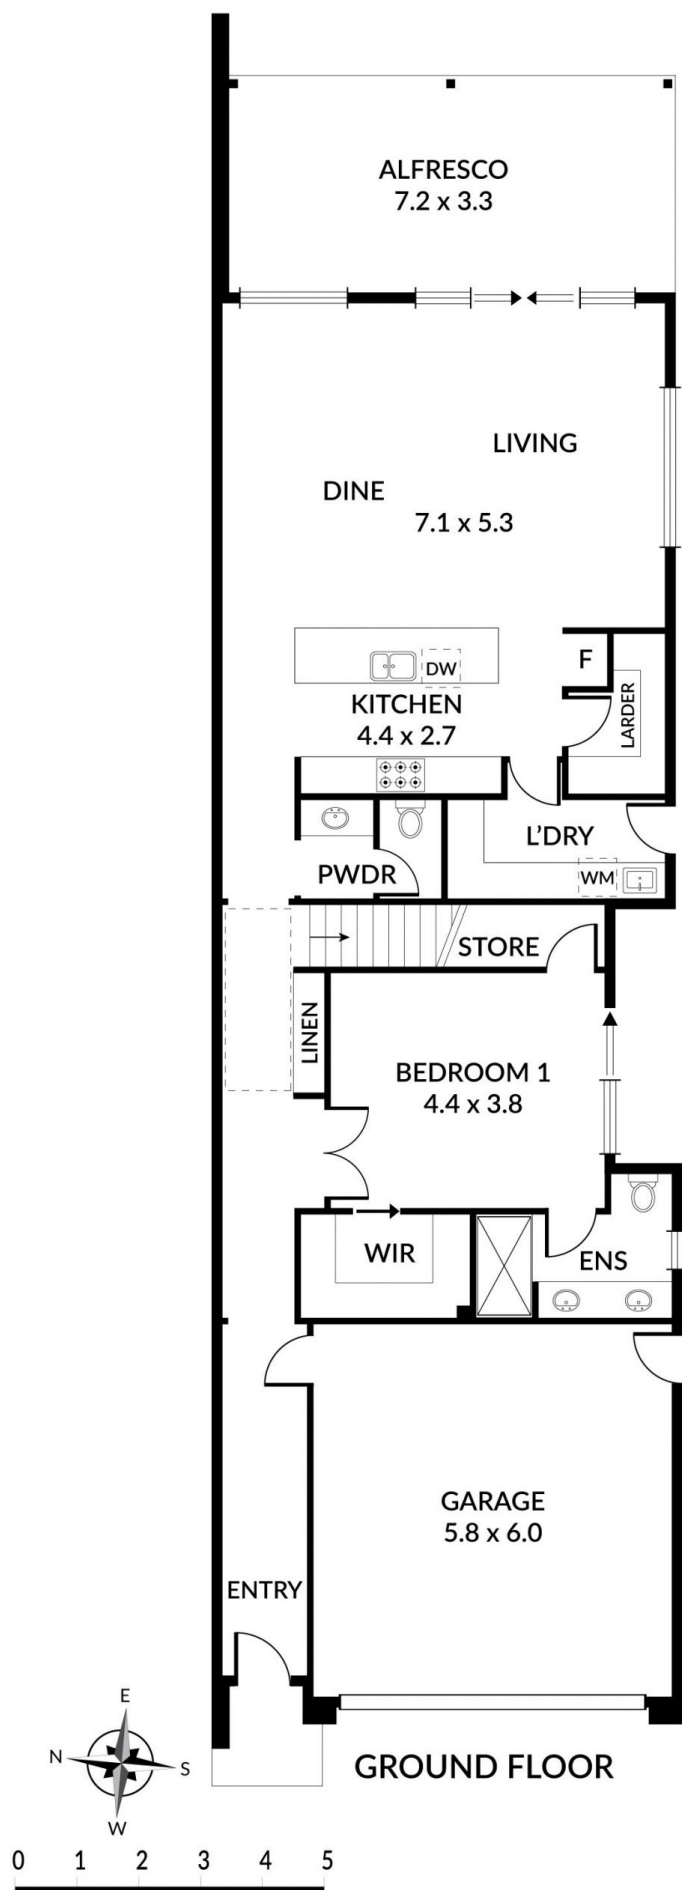 ALFRESCO
7.2 x 3.3
LIVING
DINE
7.1 x 5.3
F
DW
LARDER
KITCHEN
4.4 x 2.7
L'DRY
PWDR
WM
STORE
LINEN
BEDROOM 1
4.4 x 3.8
WIR
ENS
GARAGE
5.8 x 6.0
ENTRY
E
N
S
W
GROUND FLOOR
0 1 2 3 4 5